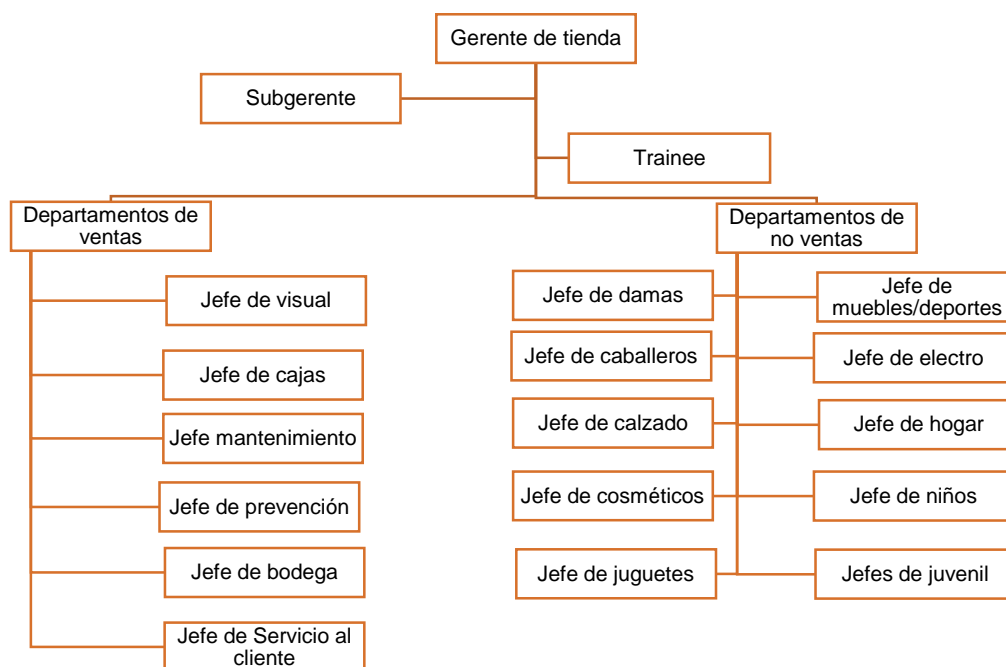 Gerente de tienda
Subgerente
Trainee
Departamentos de
ventas
Departamentos de
no ventas
Jefe de visual
Jefe de cajas
Jefe mantenimiento
Jefe de prevención
Jefe de bodega
Jefe de Servicio al
cliente
Jefe de damas
Jefe de
muebles/deportes
Jefe de caballeros
Jefe de electro
Jefe de calzado
Jefe de hogar
Jefe de cosméticos
Jefe de niños
Jefe de juguetes
Jefes de juvenil